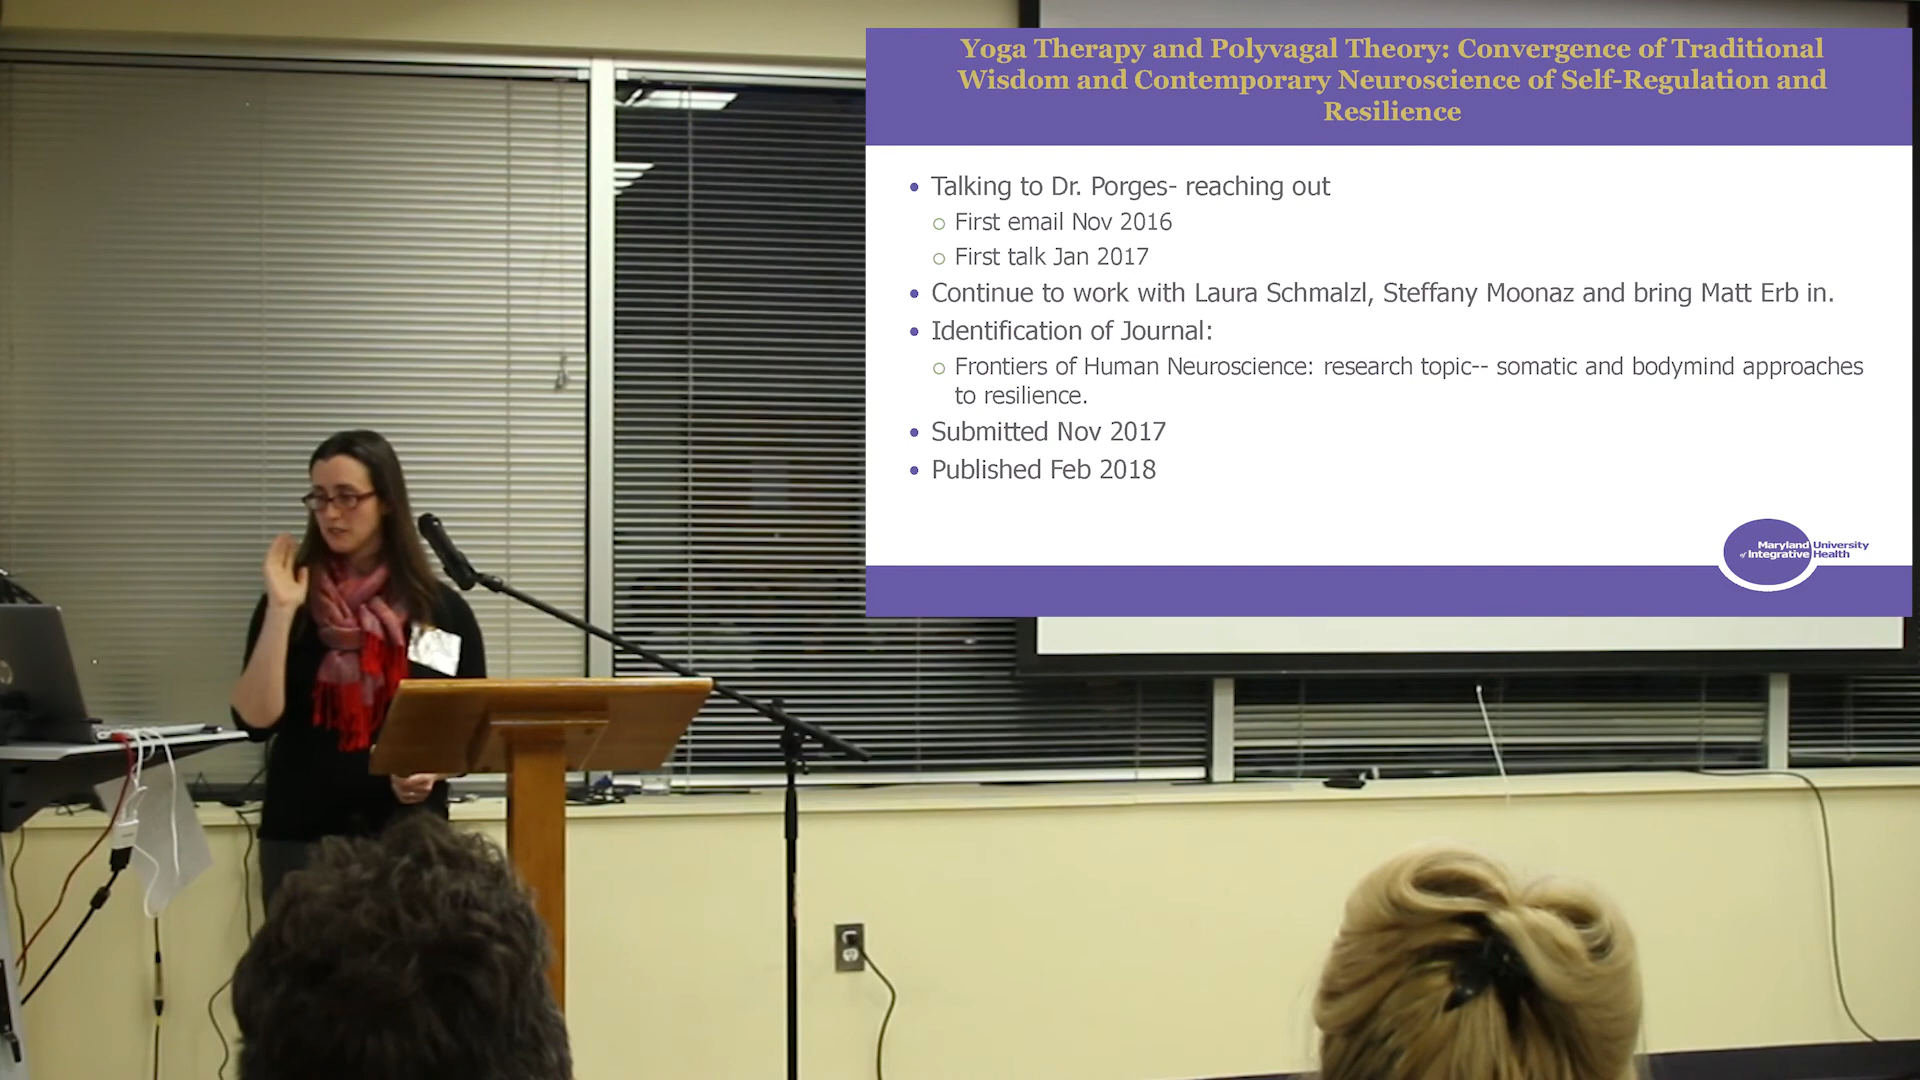 Yoga Therapy and Polyvagal Theory: Convergence of Traditional
Wisdom and Contemporary Neuroscience of Self-Regulation and
Resilience
• Talking to Dr. Porges- reaching out
○ First email Nov 2016
○ First talk Jan 2017
• Continue to work with Laura Schmalzl, Steffany Moonaz and bring Matt Erb in.
• Identification of Journal:
○ Frontiers of Human Neuroscience: research topic-- somatic and bodymind approaches
to resilience.
• Submitted Nov 2017
• Published Feb 2018
Maryland University
of Integrative Health